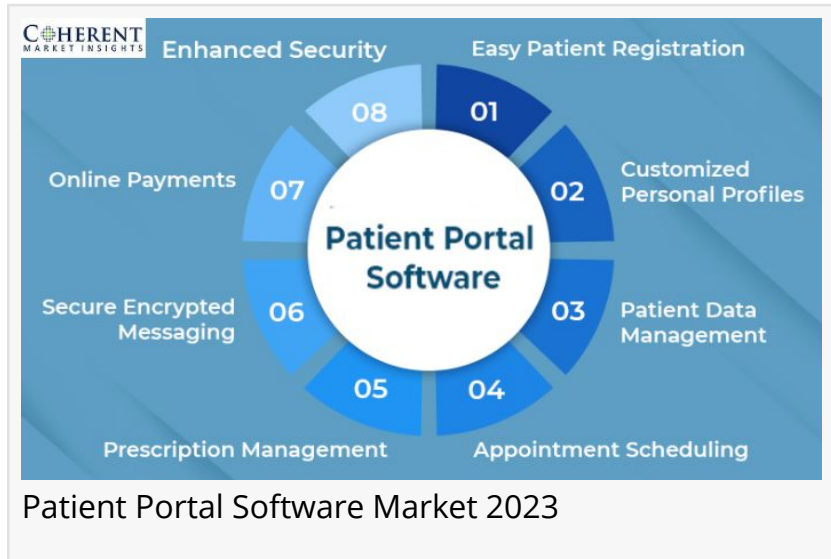 COHERENT
MARKET INSIGHTS
Enhanced Security
Easy Patient Registration
08
01
Online Payments
07
02
Customized
Personal Profiles
Patient Portal
Software
Secure Encrypted
Messaging
06
03
Patient Data
Management
05
04
Prescription Management
Appointment Scheduling
Patient Portal Software Market 2023